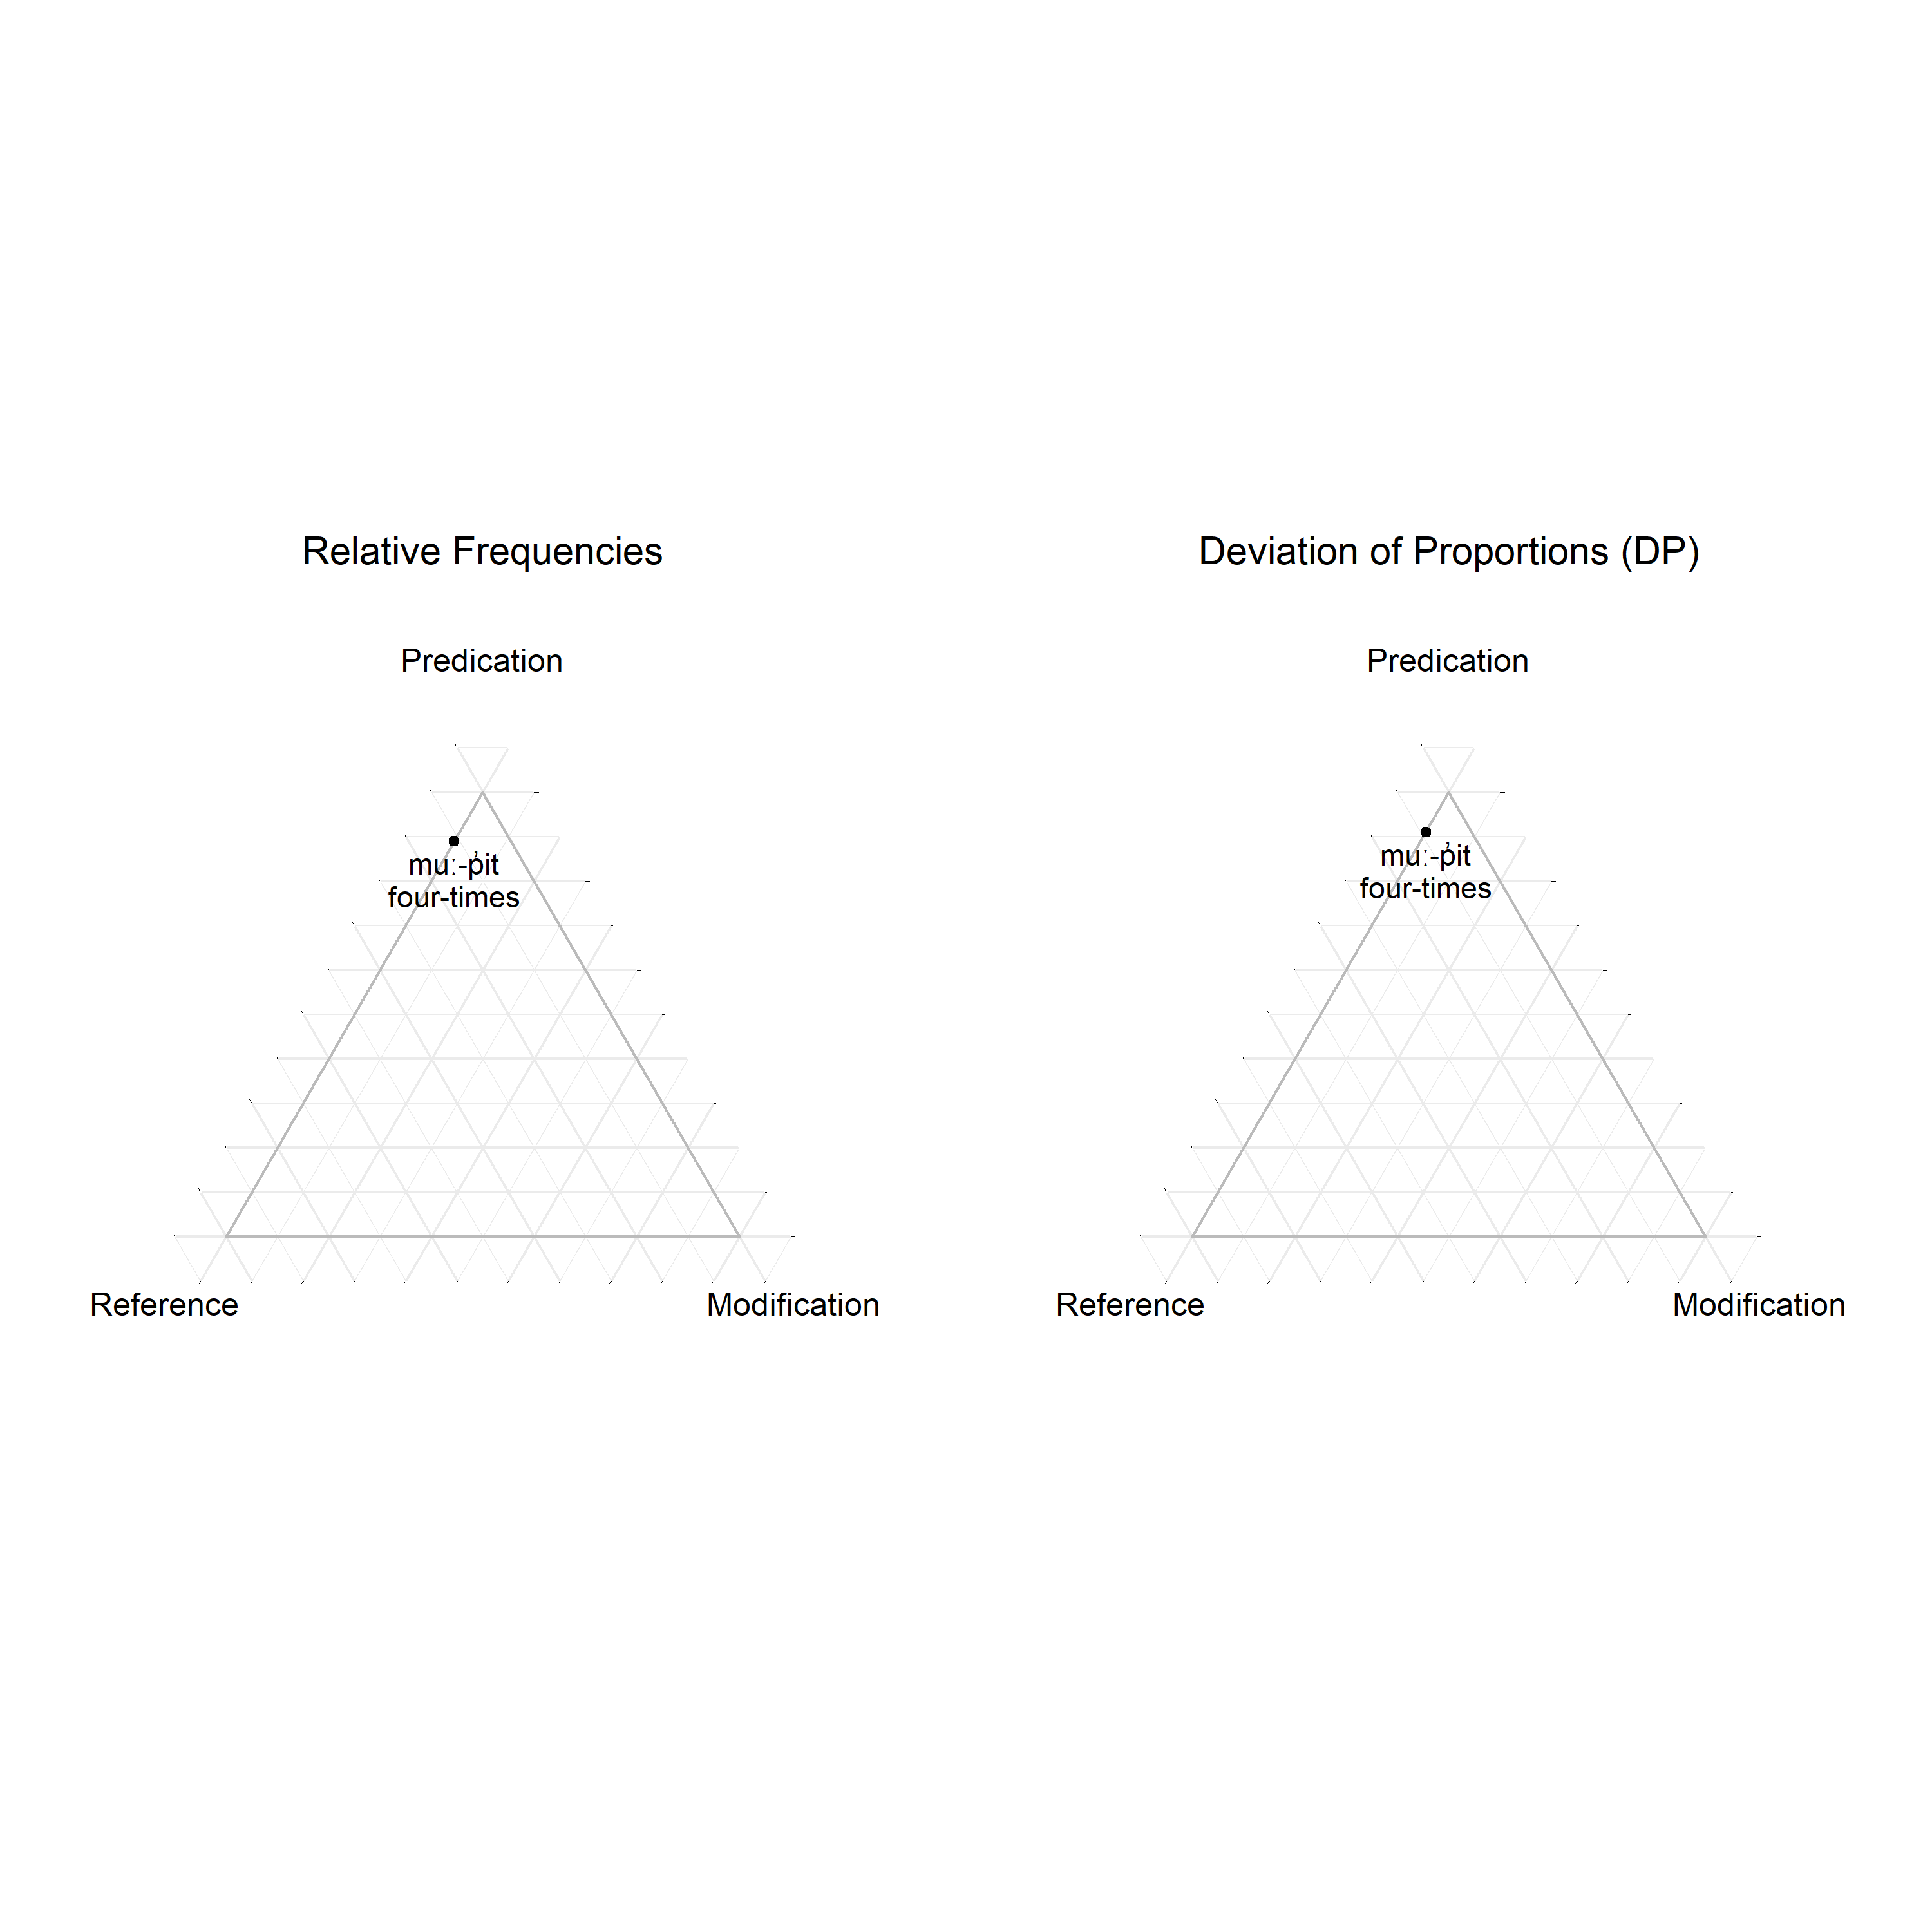 Relative Frequencies
Predication
muː-p̓it
four-times
Reference
Modification
Deviation of Proportions (DP)
Predication
muː-p̓it
four-times
Reference
Modification